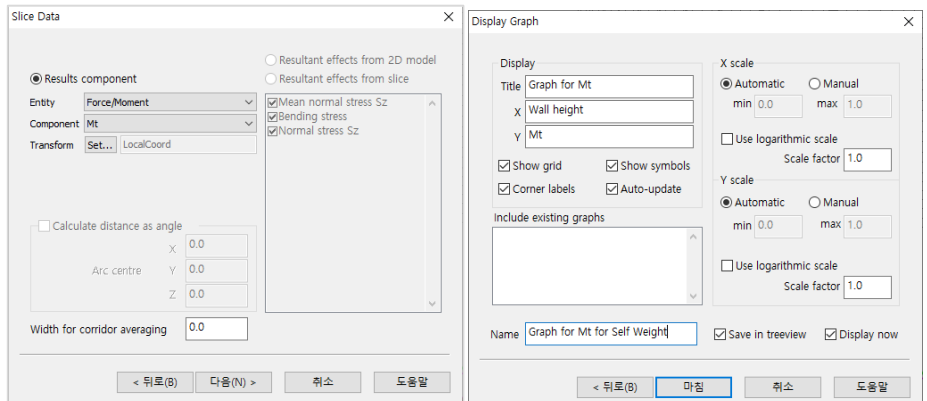 Slice Data
Resultant effects from 2D model
Results component
Resultant effects from slice
Entity Force/Moment
Component Mt
Transform Set... LocalCoord
Mean normal stress Sz
Bending stress
Normal stress Sz
Calculate distance as angle
X 0.0
Arc centre Y 0.0
Z 0.0
Width for corridor averaging 0.0
< 뒤로(B) 다음(N) > 취소 도움말
Display Graph
Display
Title Graph for Mt
X Wall height
Y Mt
Show grid Show symbols
Corner labels Auto-update
Include existing graphs
X scale
Automatic Manual
min 0.0 max 1.0
Use logarithmic scale
Scale factor 1.0
Y scale
Automatic Manual
min 0.0 max 1.0
Use logarithmic scale
Scale factor 1.0
Name Graph for Mt for Self Weight Save in treeview Display now
< 뒤로(B) 마침 취소 도움말